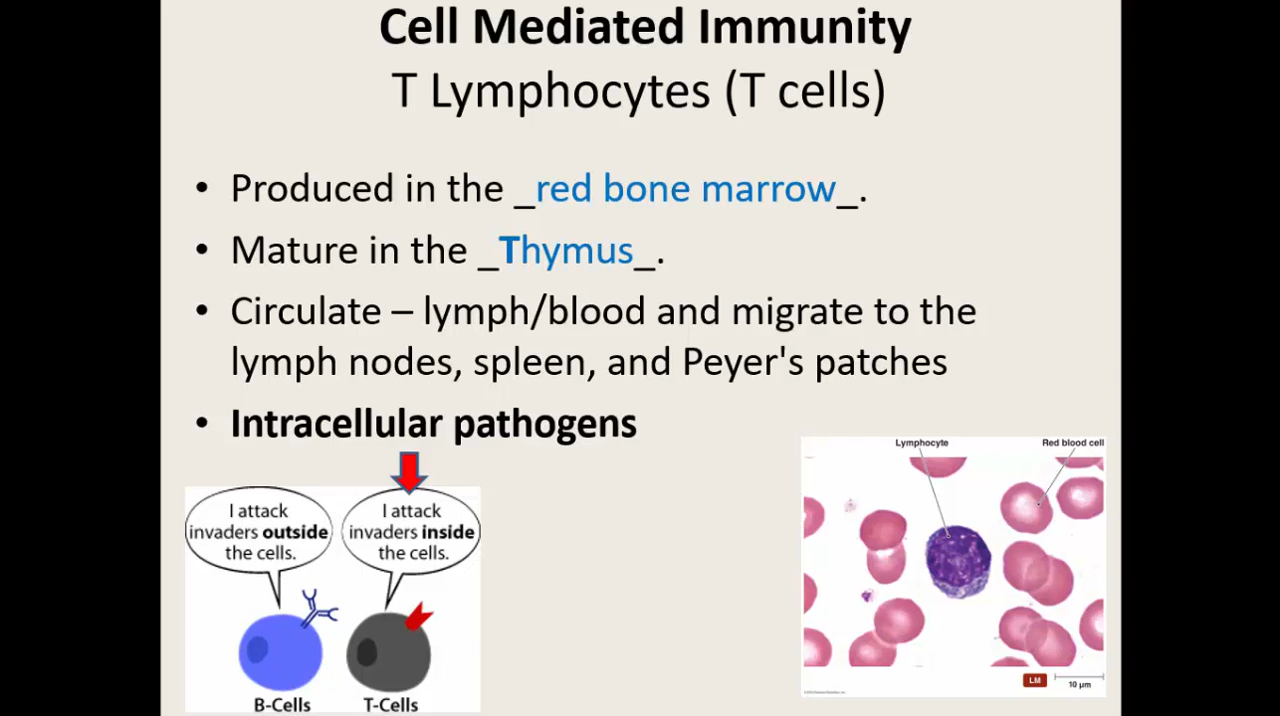 Cell Mediated Immunity
T Lymphocytes (T cells)
• Produced in the _red bone marrow_.
• Mature in the _Thymus_.
• Circulate – lymph/blood and migrate to the
lymph nodes, spleen, and Peyer's patches
• Intracellular pathogens
I attack
invaders outside
the cells.
I attack
invaders inside
the cells.
B-Cells
T-Cells
Lymphocyte
Red blood cell
LM
10 µm